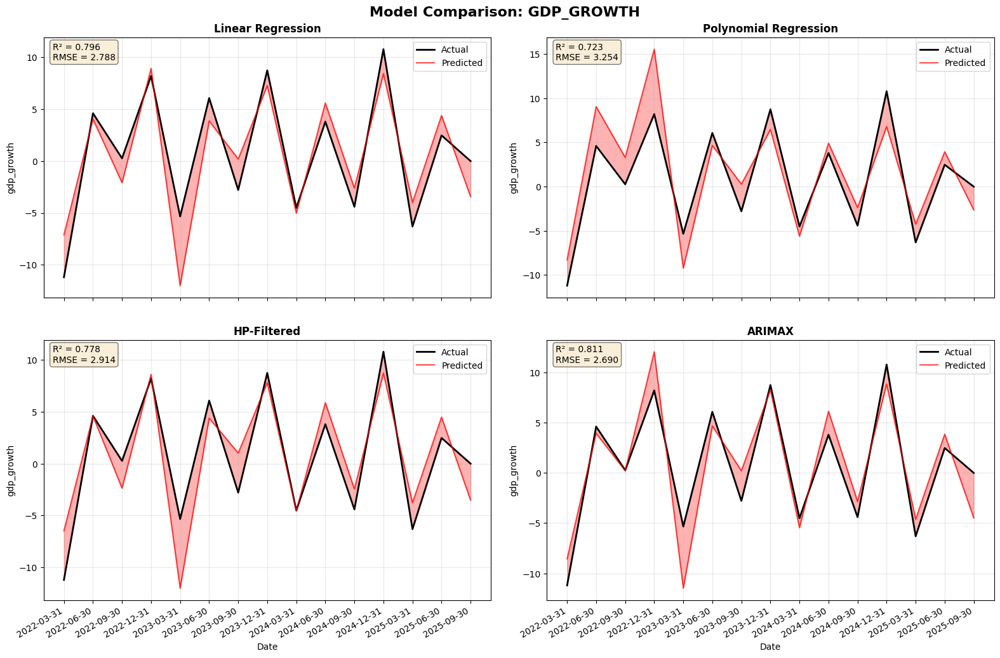 Model Comparison: GDP_GROWTH
Linear Regression
R² = 0.796
RMSE = 2.788
Actual
Predicted
10
5
0
−5
−10
gdp_growth
Polynomial Regression
R² = 0.723
RMSE = 3.254
Actual
Predicted
15
10
5
0
−5
−10
gdp_growth
HP-Filtered
R² = 0.778
RMSE = 2.914
Actual
Predicted
10
5
0
−5
−10
gdp_growth
2022-03-31
2022-06-30
2022-09-30
2022-12-31
2023-03-31
2023-06-30
2023-09-30
2023-12-31
2024-03-31
2024-06-30
2024-09-30
2024-12-31
2025-03-31
2025-06-30
2025-09-30
Date
ARIMAX
R² = 0.811
RMSE = 2.690
Actual
Predicted
10
5
0
−5
−10
gdp_growth
2022-03-31
2022-06-30
2022-09-30
2022-12-31
2023-03-31
2023-06-30
2023-09-30
2023-12-31
2024-03-31
2024-06-30
2024-09-30
2024-12-31
2025-03-31
2025-06-30
2025-09-30
Date